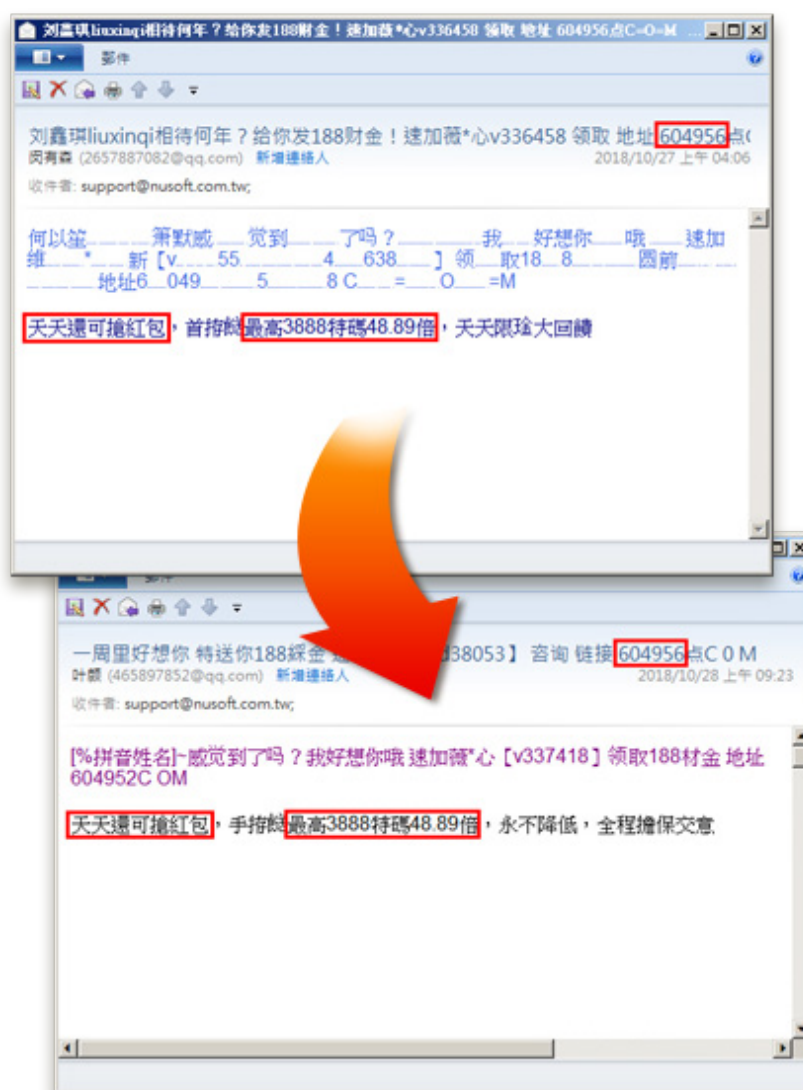 刘鑫琪liuxinqi相待何年？给你发188财金！速加薇*心v336458 领取 地址 604956点C-O-M ...
郵件
刘鑫琪liuxinqi相待何年？给你发188财金！速加薇*心v336458 领取 地址 604956点
闵有森 (2657887082@qq.com) 新增連絡人 2018/10/27 上午 04:06
收件者: support@nusoft.com.tw;
何以笙 箫默感 觉到 了吗？ 我 好想你 哦 速加
维 * 新【v 55 4 638 】领 取18 8 圆前
地址6 049 5 8 C = O =M
天天還可搶紅包，首 最高3888特碼48.89倍，天天限 大回饋
一周里好想你 特送你188綵金 38053】 咨询 链接 604956点C 0 M
叶颢 (465897852@qq.com) 新增連絡人 2018/10/28 上午 09:23
收件者: support@nusoft.com.tw;
[%拼音姓名]~感觉到了吗？我好想你哦 速加薇*心【v337418】领取188材金 地址
604952C OM
天天還可搶紅包，手 最高3888特碼48.89倍，永不降低，全程擔保交意